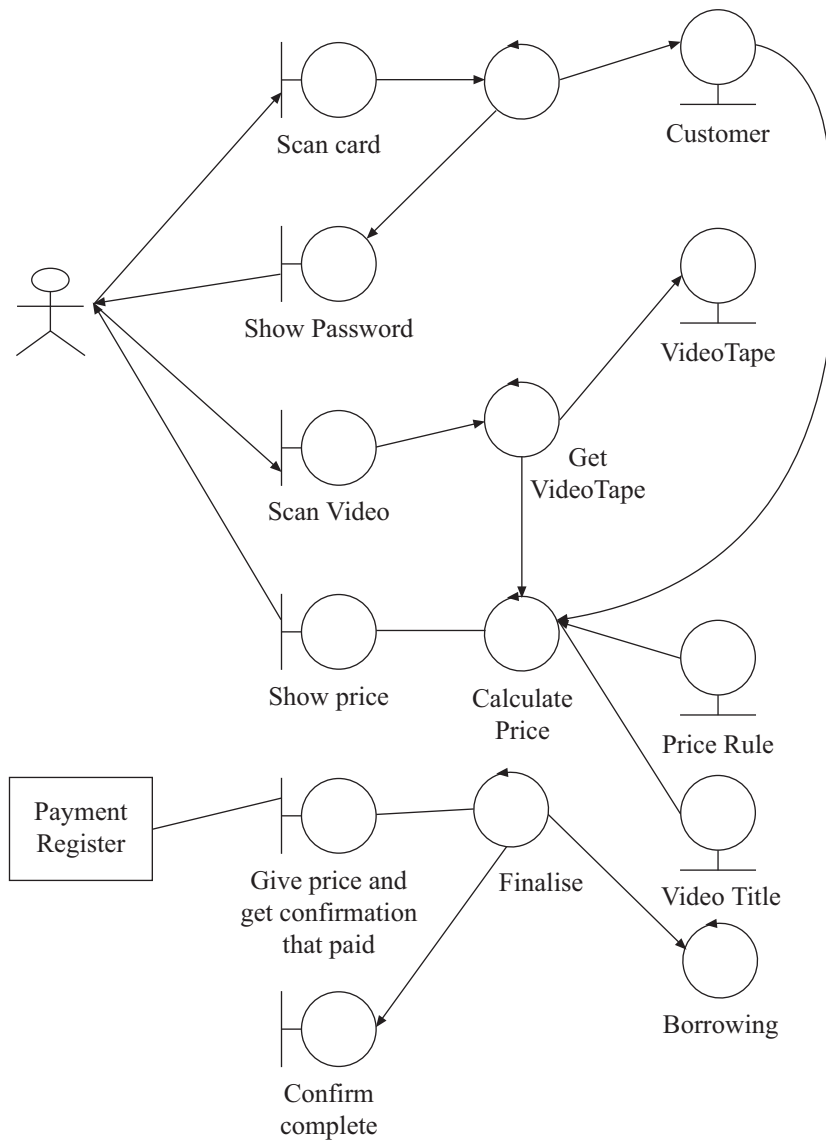 Scan card
Customer
Show Password
VideoTape
Scan Video
Get
VideoTape
Show price
Calculate
Price
Price Rule
Payment
Register
Give price and
get confirmation
that paid
Finalise
Video Title
Borrowing
Confirm
complete